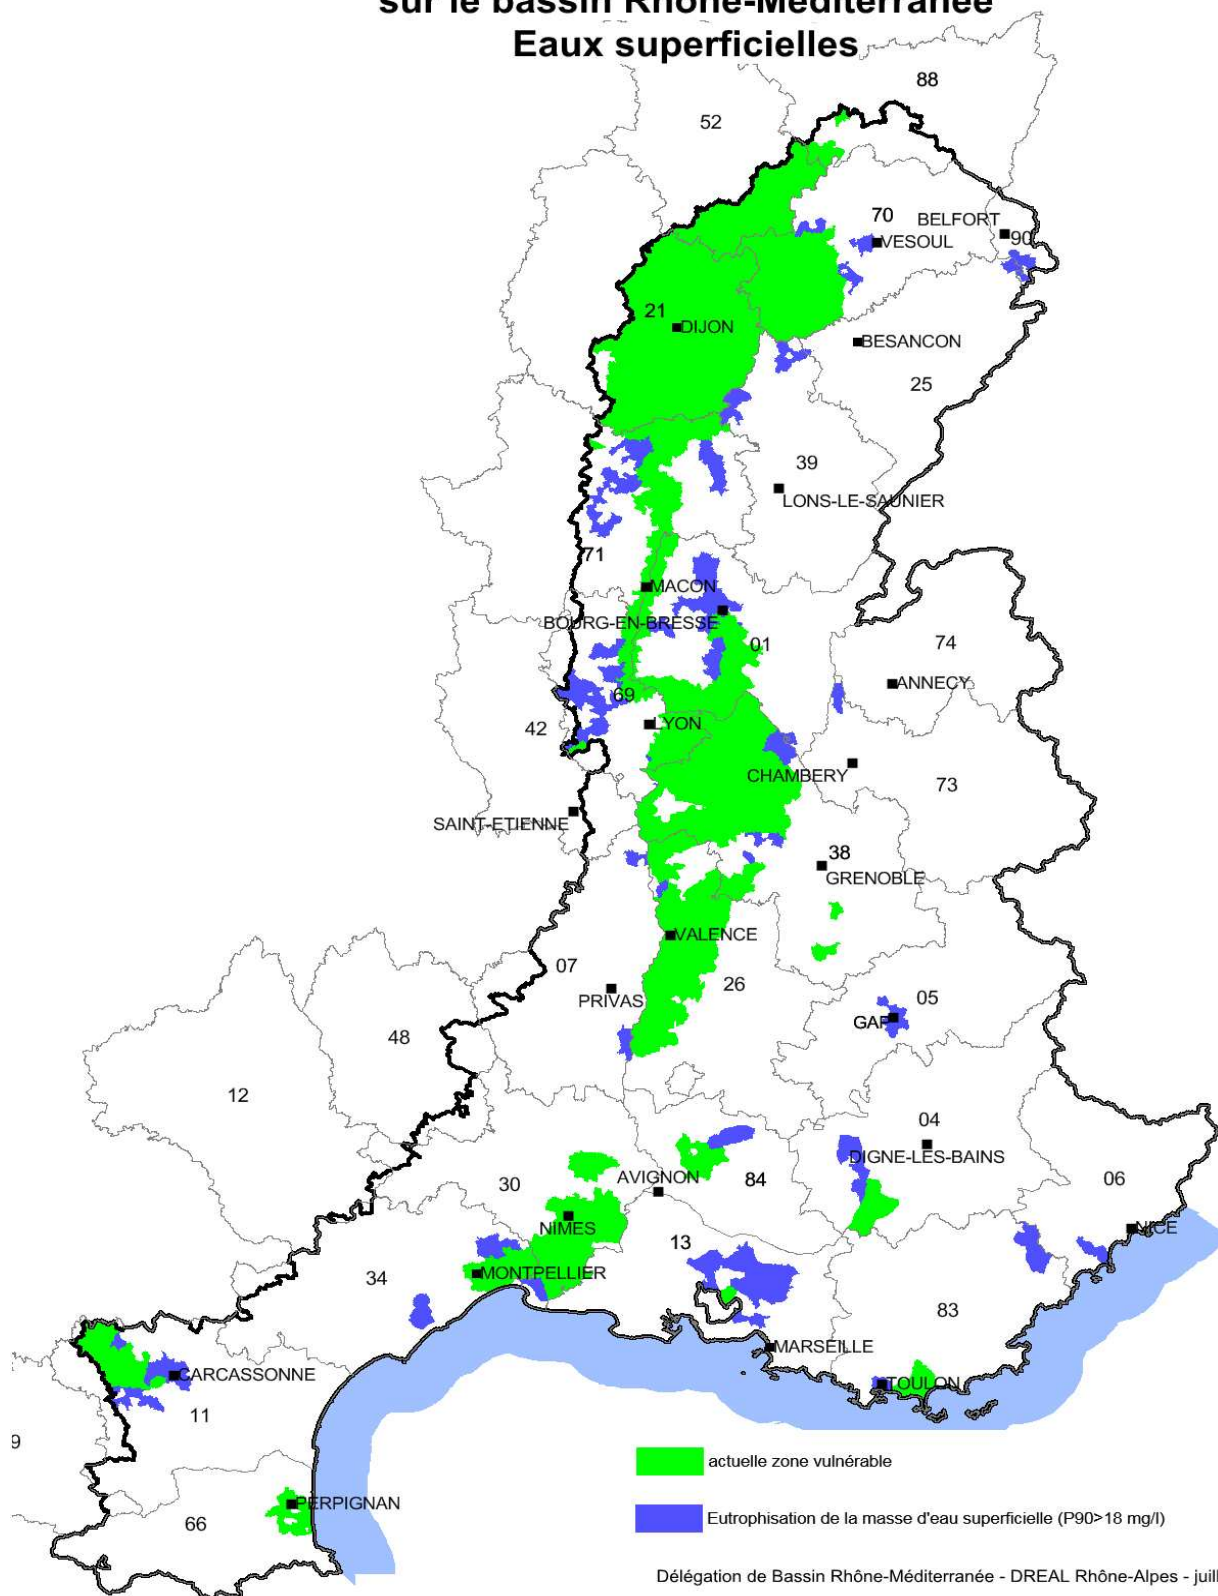 sur le bassin Rhône-Méditerranée
Eaux superficielles
88
52
70
BELFORT
90
VESOUL
21
DIJON
BESANCON
25
39
LONS-LE-SAUNIER
71
MACON
BOURG-EN-BRESSE
01
74
ANNECY
69
42
LYON
CHAMBERY
73
SAINT-ETIENNE
38
GRENOBLE
VALENCE
07
26
PRIVAS
05
GAP
48
12
04
DIGNE-LES-BAINS
AVIGNON
84
06
30
NIMES
NICE
13
MONTPELLIER
34
83
MARSEILLE
CARCASSONNE
TOULON
11
9
actuelle zone vulnérable
PERPIGNAN
66
Eutrophisation de la masse d'eau superficielle (P90>18 mg/l)
Délégation de Bassin Rhône-Méditerranée - DREAL Rhône-Alpes - juill